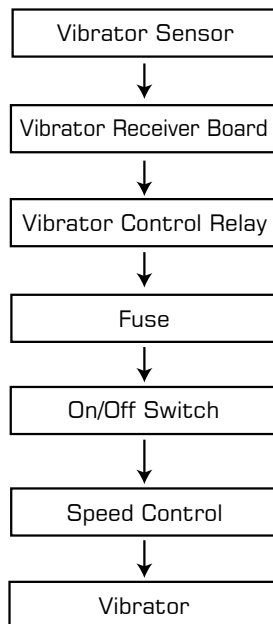 Vibrator Sensor
Vibrator Receiver Board
Vibrator Control Relay
Fuse
On/Off Switch
Speed Control
Vibrator